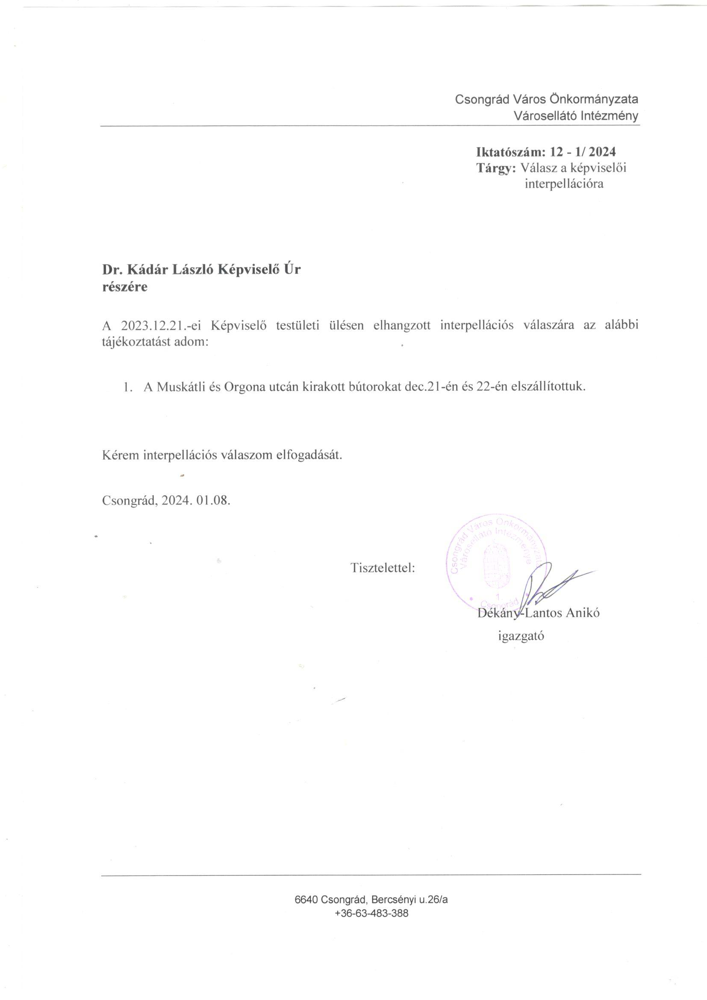 Csongrád Város Önkormányzata
Városellátó Intézmény
Iktatószám: 12 - 1/ 2024
Tárgy: Válasz a képviselői
interpellációra
Dr. Kádár László Képviselő Úr
részére
A 2023.12.21.-ei Képviselő testületi ülésen elhangzott interpellációs válaszára az alábbi
tájékoztatást adom:
1. A Muskátli és Orgona utcán kirakott bútorokat dec.21-én és 22-én elszállítottuk.
Kérem interpellációs válaszom elfogadását.
Csongrád, 2024. 01.08.
Csongrád Város Önkormányzata
Városellátó Intézménye
1
Csongrád
Tisztelettel:
Dékány-Lantos Anikó
igazgató
6640 Csongrád, Bercsényi u.26/a
+36-63-483-388